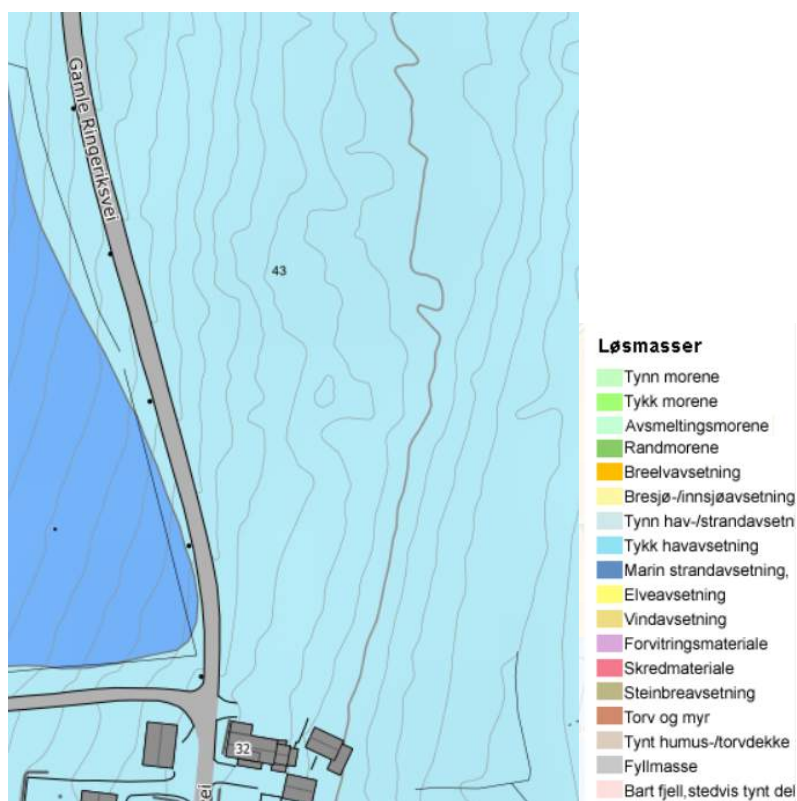 Gamle Ringeriksvei
43
32
vei
Løsmasser
Tynn morene
Tykk morene
Avsmeltingsmorene
Randmorene
Breelvavsetning
Bresjø-/innsjøavsetning
Tynn hav-/strandavsetn
Tykk havavsetning
Marin strandavsetning,
Elveavsetning
Vindavsetning
Forvitringsmateriale
Skredmateriale
Steinbreavsetning
Torv og myr
Tynt humus-/torvdekke
Fyllmasse
Bart fjell,stedvis tynt del